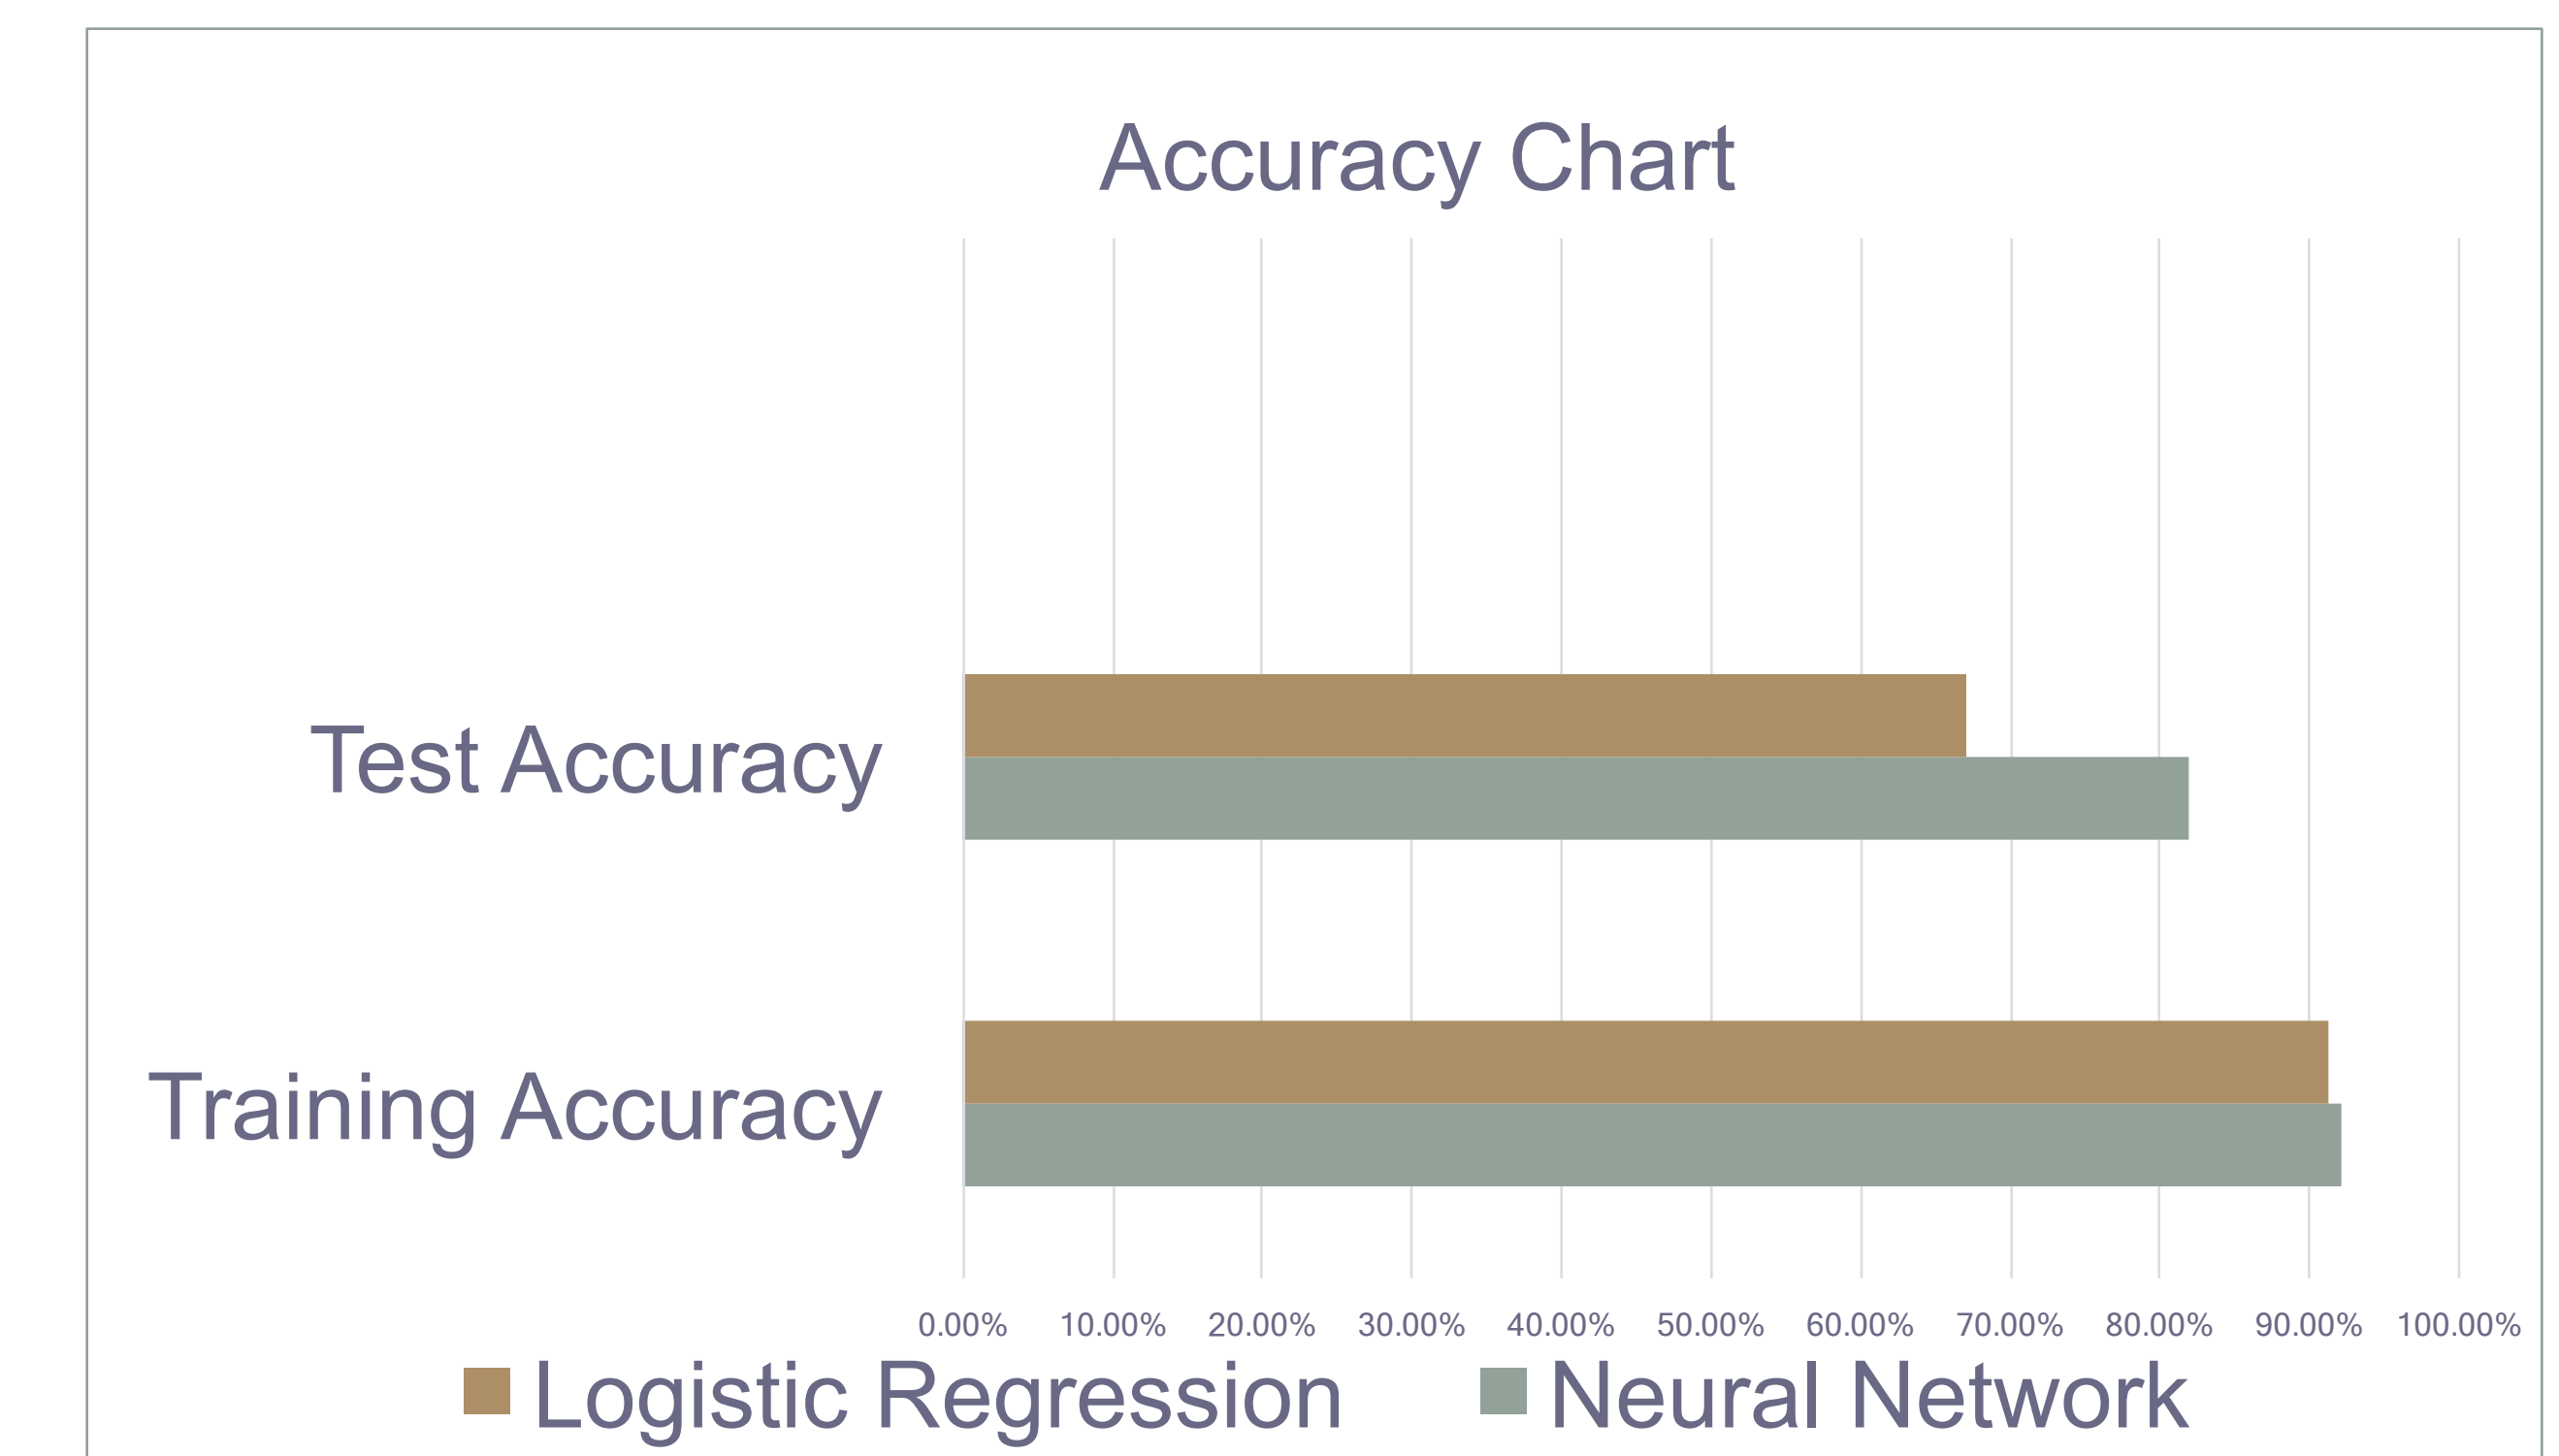 Accuracy Chart
Test Accuracy
Training Accuracy
0.00% 10.00% 20.00% 30.00% 40.00% 50.00% 60.00% 70.00% 80.00% 90.00% 100.00%
Logistic Regression Neural Network